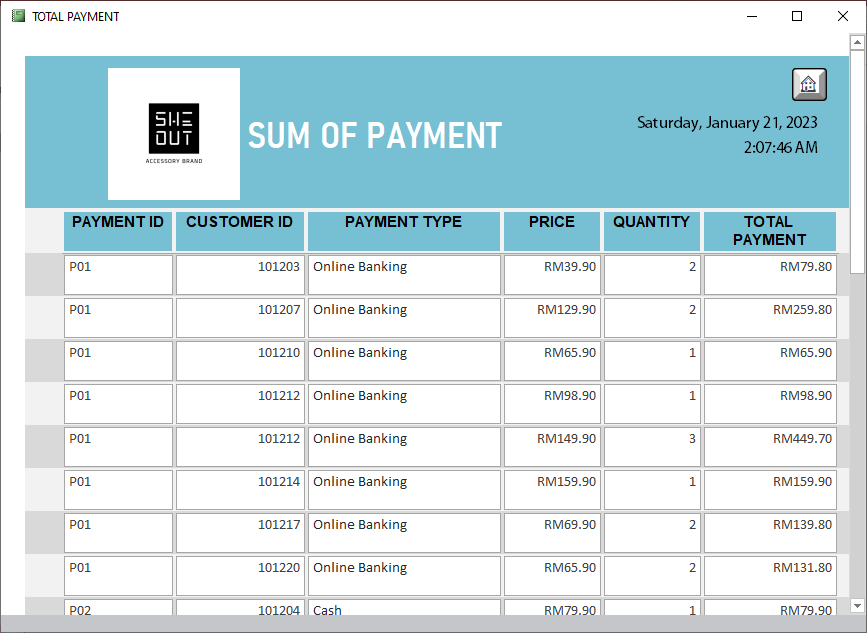 TOTAL PAYMENT
SHE
OUT
ACCESSORY BRAND
SUM OF PAYMENT
Saturday, January 21, 2023
2:07:46 AM
PAYMENT ID CUSTOMER ID PAYMENT TYPE PRICE QUANTITY TOTAL PAYMENT
P01 101203 Online Banking RM39.90 2 RM79.80
P01 101207 Online Banking RM129.90 2 RM259.80
P01 101210 Online Banking RM65.90 1 RM65.90
P01 101212 Online Banking RM98.90 1 RM98.90
P01 101212 Online Banking RM149.90 3 RM449.70
P01 101214 Online Banking RM159.90 1 RM159.90
P01 101217 Online Banking RM69.90 2 RM139.80
P01 101220 Online Banking RM65.90 2 RM131.80
P02 101204 Cash RM79.90 1 RM79.90